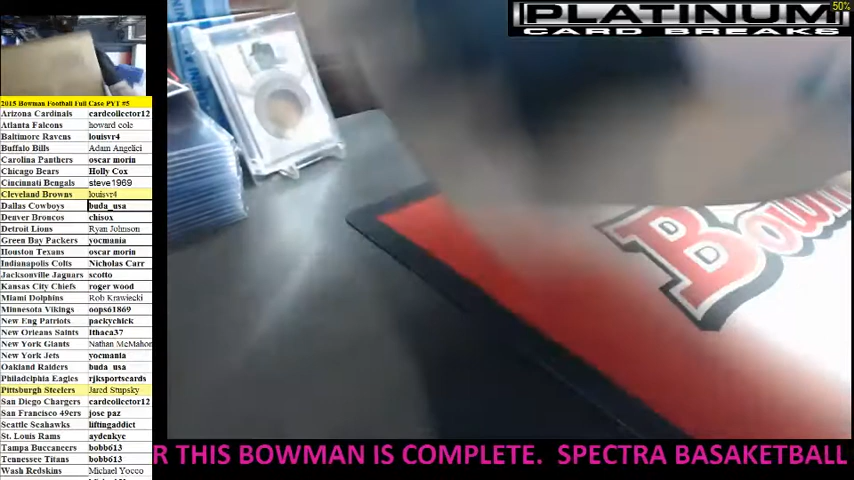 50%
PLATINUM
CARD BREAKS
2015 Bowman Football Full Case PYT #5
Arizona Cardinals cardcollector12
Atlanta Falcons howard cole
Baltimore Ravens louisvr4
Buffalo Bills Adam Angelici
Carolina Panthers oscar morin
Chicago Bears Holly Cox
Cincinnati Bengals steve1969
Cleveland Browns louisvr4
Dallas Cowboys buda_usa
Denver Broncos chisox
Detroit Lions Ryan Johnson
Green Bay Packers yocmania
Houston Texans oscar morin
Indianapolis Colts Nicholas Carr
Jacksonville Jaguars scotto
Kansas City Chiefs roger wood
Miami Dolphins Rob Krawiecki
Minnesota Vikings oops61869
New Eng Patriots packychick
New Orleans Saints Ithaca37
New York Giants Nathan McMahon
New York Jets yocmania
Oakland Raiders buda_usa
Philadelphia Eagles rjksportscards
Pittsburgh Steelers Jared Stupsky
San Diego Chargers cardcollector12
San Francisco 49ers jose paz
Seattle Seahawks liftingaddict
St. Louis Rams aydenkye
Tampa Buccaneers bobb613
Tennessee Titans bobb613
Wash Redskins Michael Yocco
Bowm
R THIS BOWMAN IS COMPLETE. SPECTRA BASAKETBALL